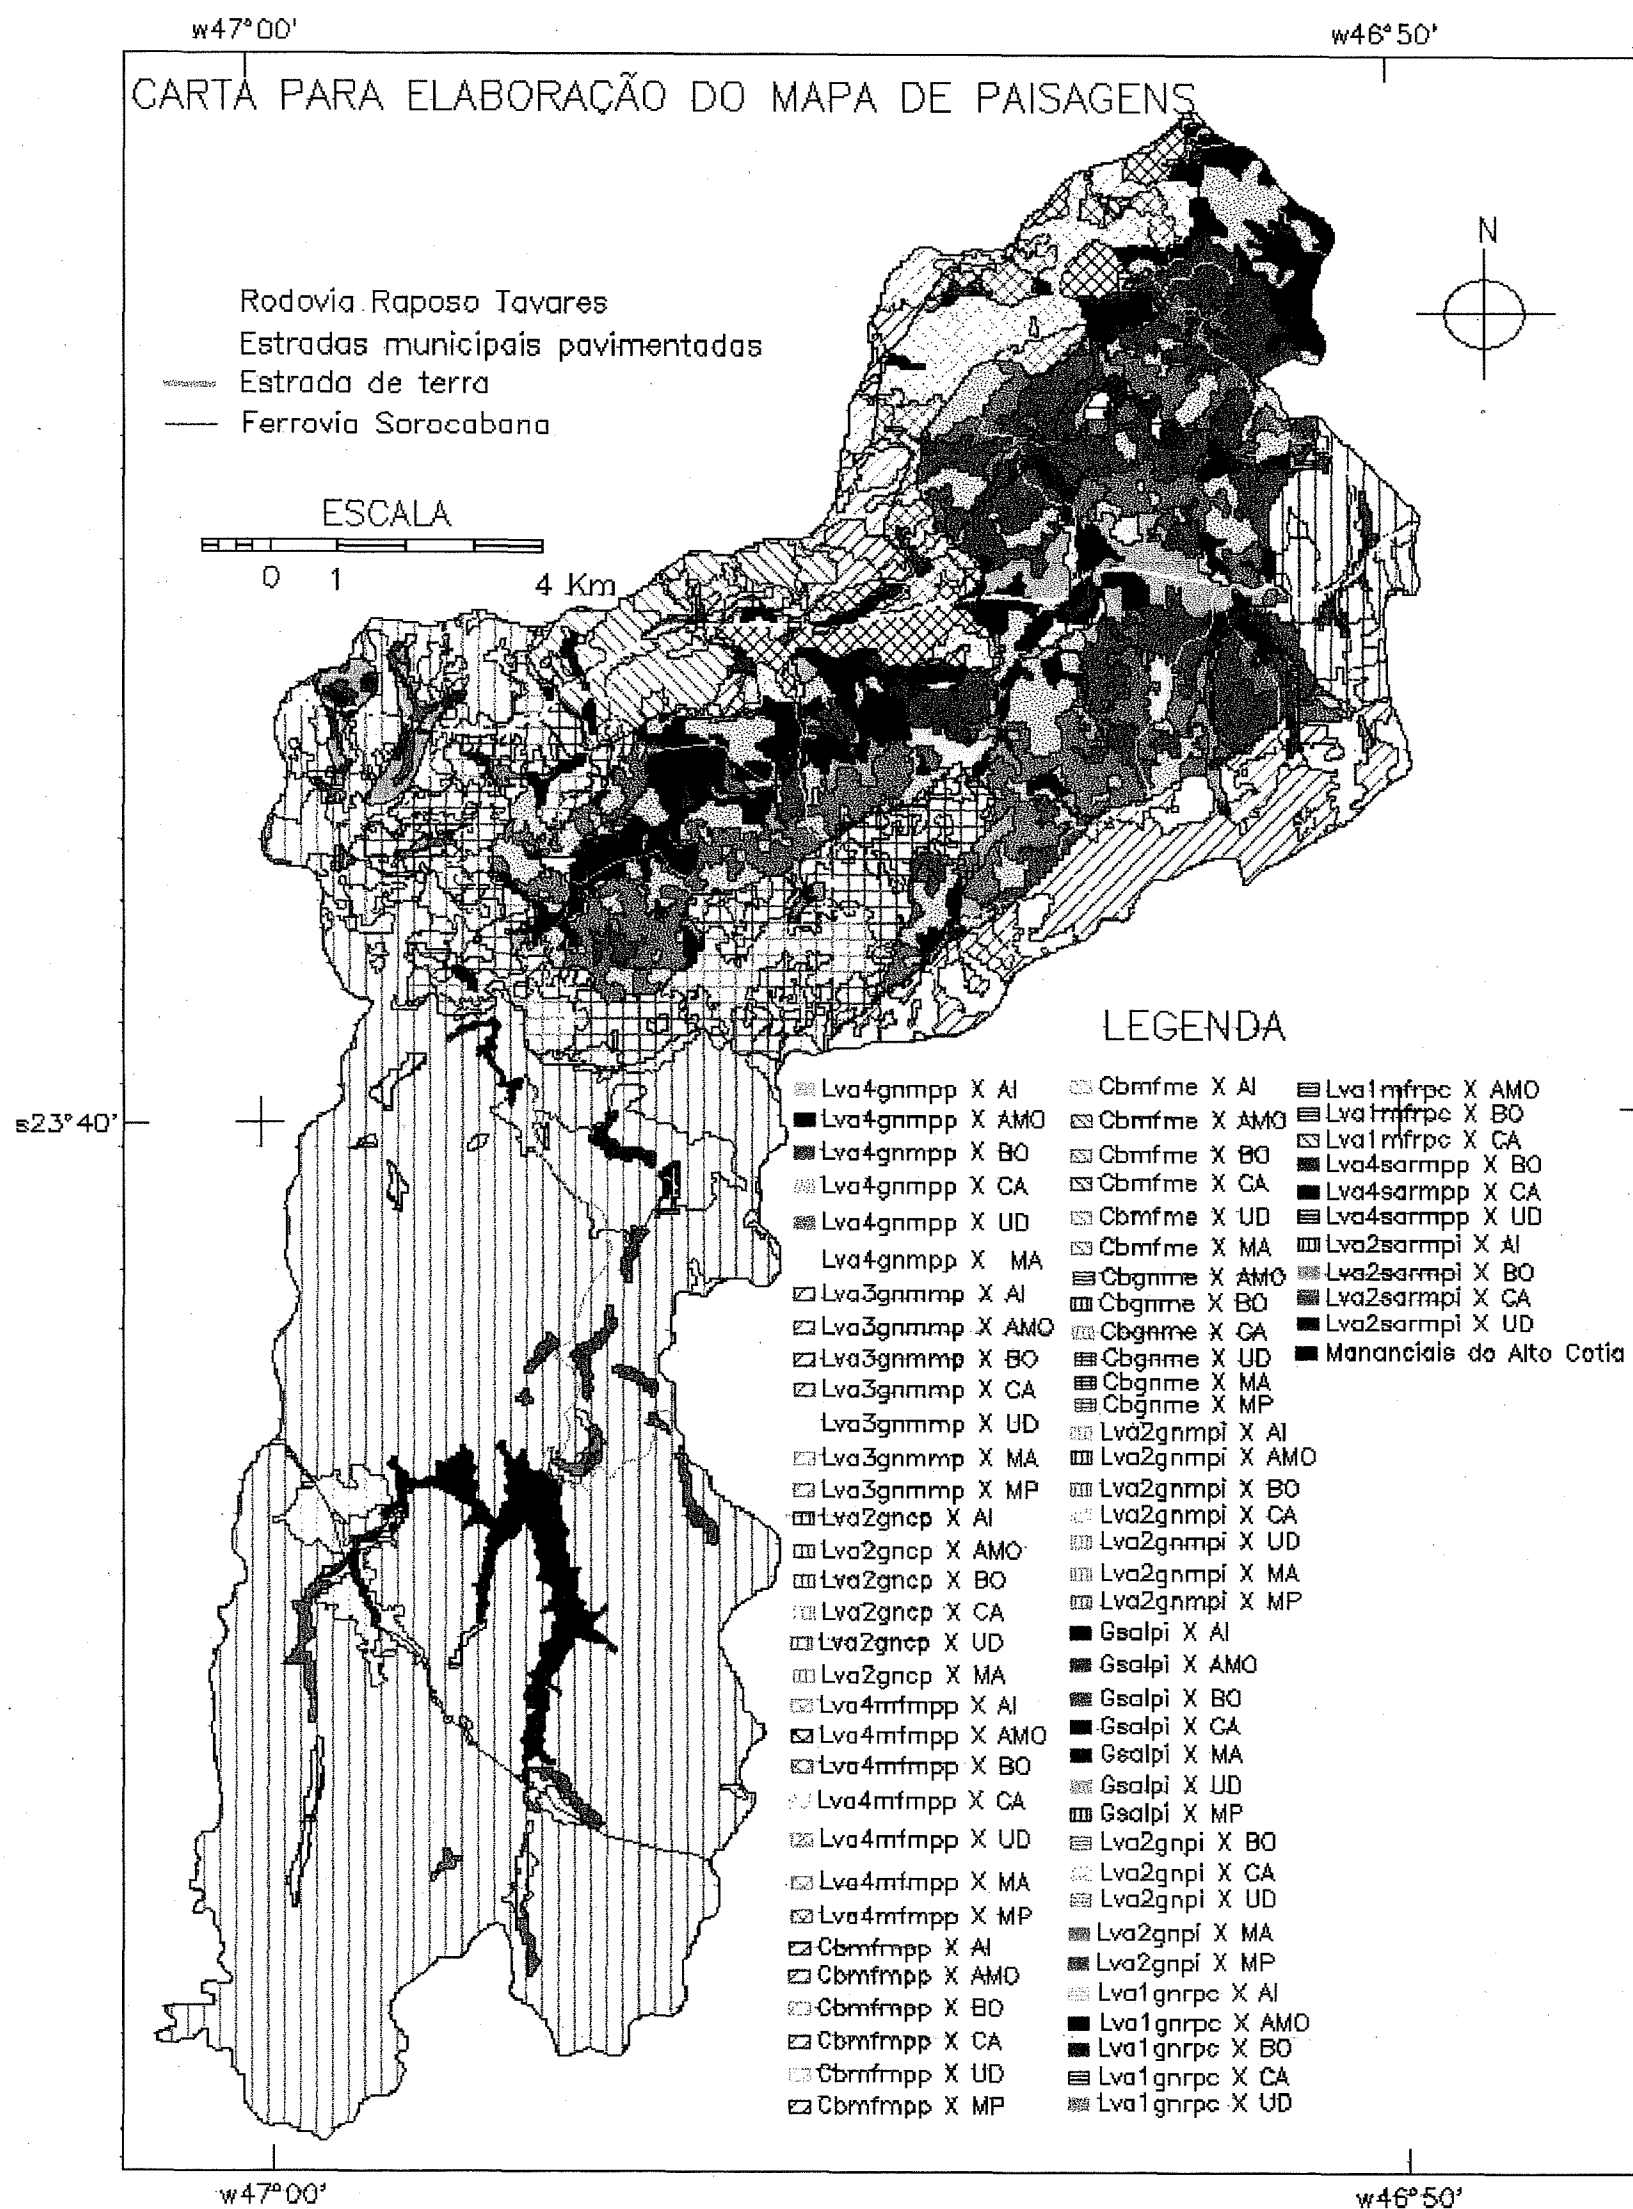 w47°00'
w46°50'
CARTA PARA ELABORAÇÃO DO MAPA DE PAISAGENS
N
Rodovia Raposo Tavares
Estradas municipais pavimentadas
Estrada de terra
Ferrovia Sorocabana
ESCALA
0 1 4 Km
s23°40'
LEGENDA
Lva4gnmpp X AI
Lva4gnmpp X AMO
Lva4gnmpp X BO
Lva4gnmpp X CA
Lva4gnmpp X UD
Lva4gnmpp X MA
Lva3gnmmp X AI
Lva3gnmmp X AMO
Lva3gnmmp X BO
Lva3gnmmp X CA
Lva3gnmmp X UD
Lva3gnmmp X MA
Lva3gnmmp X MP
Lva2gncp X AI
Lva2gncp X AMO
Lva2gncp X BO
Lva2gncp X CA
Lva2gncp X UD
Lva2gncp X MA
Lva4mfmpp X AI
Lva4mfmpp X AMO
Lva4mfmpp X BO
Lva4mfmpp X CA
Lva4mfmpp X UD
Lva4mfmpp X MA
Lva4mfmpp X MP
Cbmfmpp X AI
Cbmfmpp X AMO
Cbmfmpp X BO
Cbmfmpp X CA
Cbmfmpp X UD
Cbmfmpp X MP
Cbmfme X AI
Cbmfme X AMO
Cbmfme X BO
Cbmfme X CA
Cbmfme X UD
Cbmfme X MA
Cbgnme X AMO
Cbgnme X BO
Cbgnme X CA
Cbgnme X UD
Cbgnme X MA
Cbgnme X MP
Lva2gnmpi X AI
Lva2gnmpi X AMO
Lva2gnmpi X BO
Lva2gnmpi X CA
Lva2gnmpi X UD
Lva2gnmpi X MA
Lva2gnmpi X MP
Gsalpi X AI
Gsalpi X AMO
Gsalpi X BO
Gsalpi X CA
Gsalpi X MA
Gsalpi X UD
Gsalpi X MP
Lva2gnpi X BO
Lva2gnpi X CA
Lva2gnpi X UD
Lva2gnpi X MA
Lva2gnpi X MP
Lva1gnrpc X AI
Lva1gnrpc X AMO
Lva1gnrpc X BO
Lva1gnrpc X CA
Lva1gnrpc X UD
Lva1mfrpc X AMO
Lva1mfrpc X BO
Lva1mfrpc X CA
Lva4sarmpp X BO
Lva4sarmpp X CA
Lva4sarmpp X UD
Lva2sarmpi X AI
Lva2sarmpi X BO
Lva2sarmpi X CA
Lva2sarmpi X UD
Mananciais do Alto Cotia
w47°00'
w46°50'